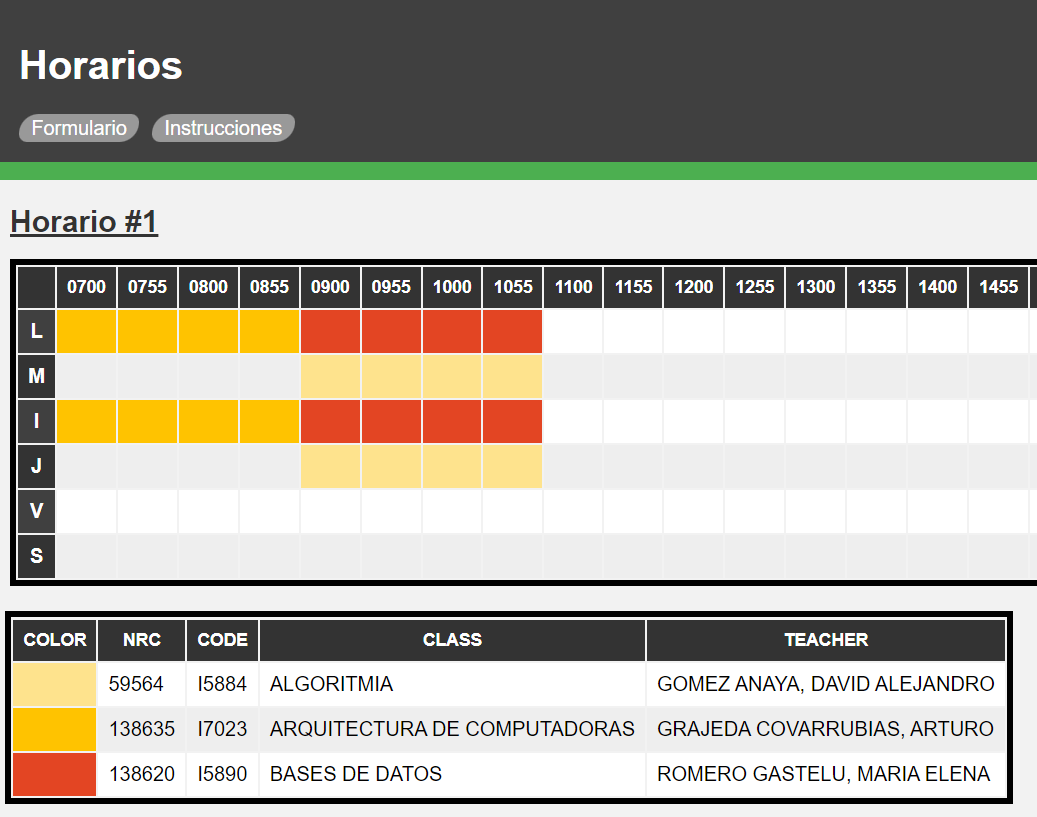 Horarios
Formulario Instrucciones
Horario #1
0700 0755 0800 0855 0900 0955 1000 1055 1100 1155 1200 1255 1300 1355 1400 1455
L
M
I
J
V
S
COLOR NRC CODE CLASS TEACHER
59564 I5884 ALGORITMIA GOMEZ ANAYA, DAVID ALEJANDRO
138635 I7023 ARQUITECTURA DE COMPUTADORAS GRAJEDA COVARRUBIAS, ARTURO
138620 I5890 BASES DE DATOS ROMERO GASTELU, MARIA ELENA